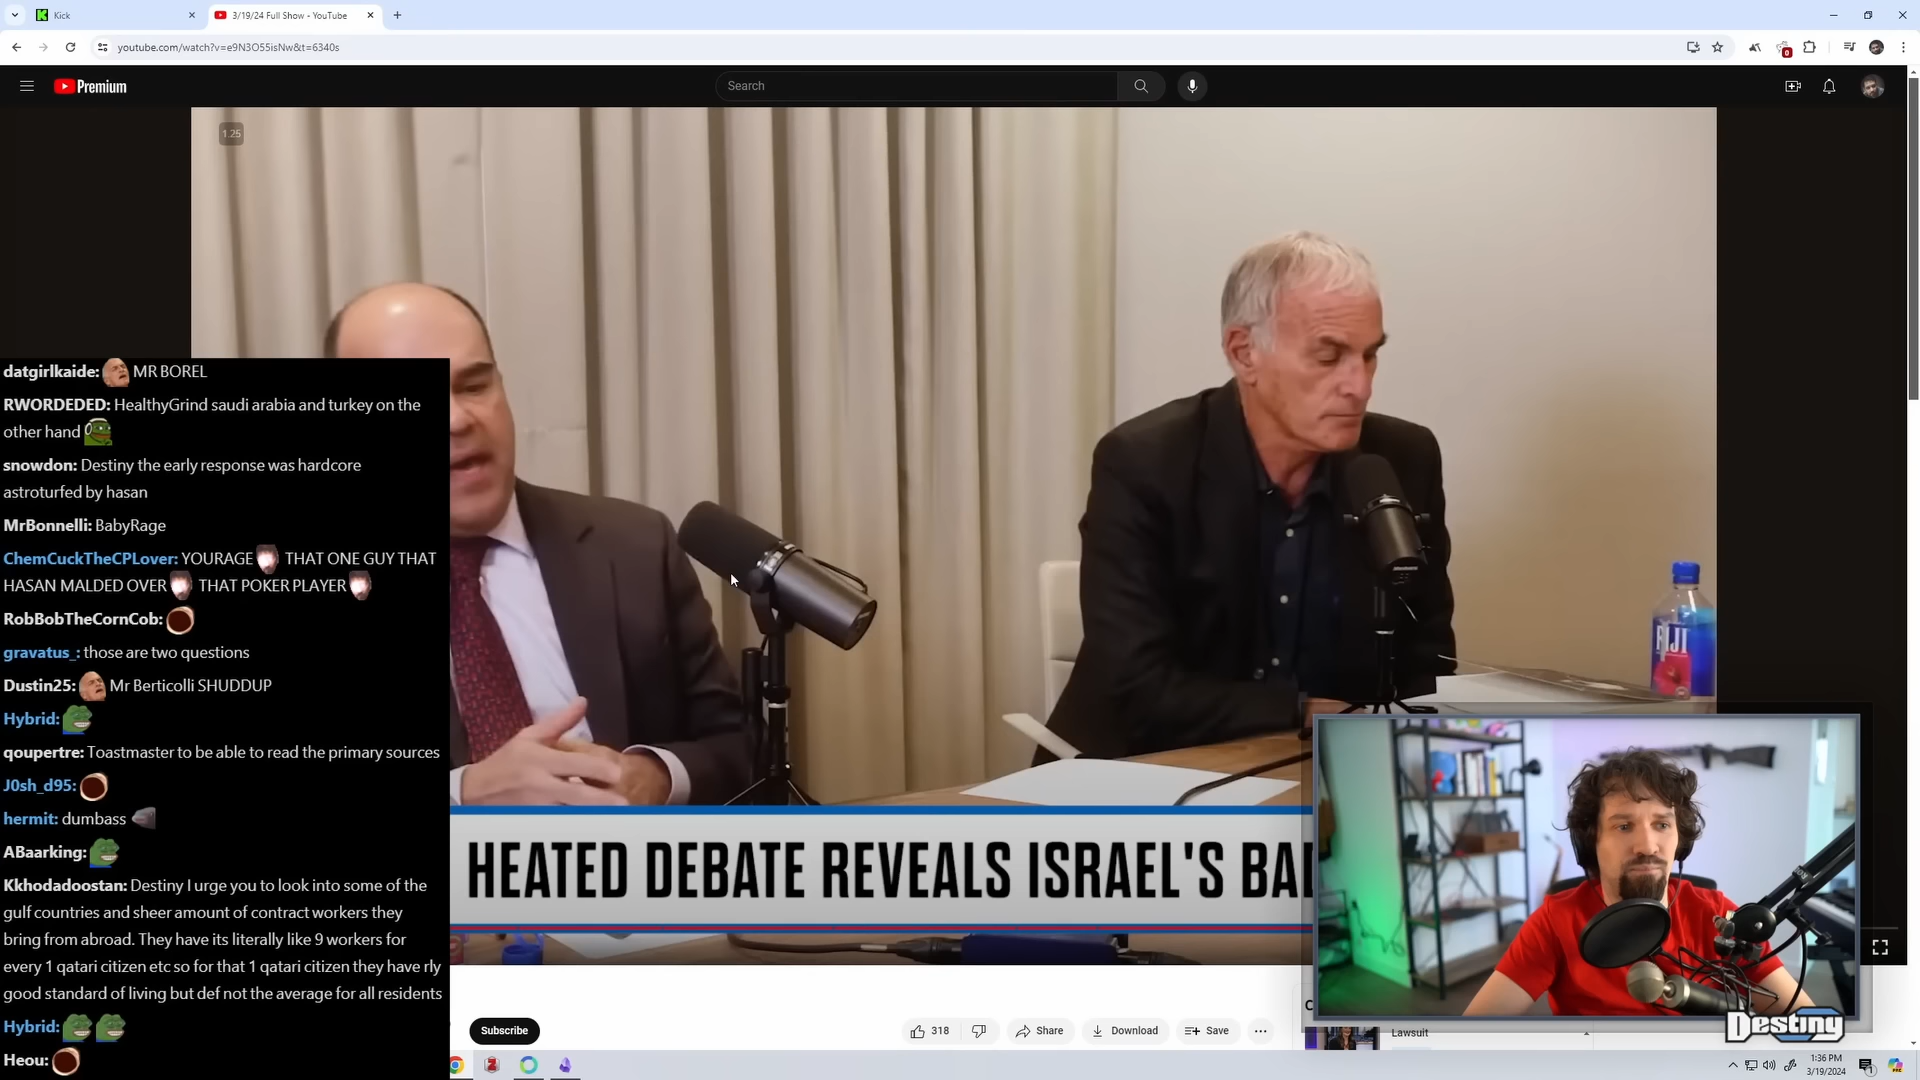 Kick
3/19/24 Full Show - YouTube
youtube.com/watch?v=e9N3O55isNw&t=6340s
Premium
Search
1.25
datgirlkaide: MR BOREL
RWORDEDED: HealthyGrind saudi arabia and turkey on the
other hand
snowdon: Destiny the early response was hardcore
astroturfed by hasan
MrBonnelli: BabyRage
ChemCuckTheCPLover: YOURAGE THAT ONE GUY THAT
HASAN MALDED OVER THAT POKER PLAYER
RobBobTheCornCob:
gravatus_: those are two questions
Dustin25: Mr Berticolli SHUDDUP
Hybrid:
qoupertre: Toastmaster to be able to read the primary sources
J0sh_d95:
hermit: dumbass
ABaarking:
Kkhodadoostan: Destiny I urge you to look into some of the
gulf countries and sheer amount of contract workers they
bring from abroad. They have its literally like 9 workers for
every 1 qatari citizen etc so for that 1 qatari citizen they have rly
good standard of living but def not the average for all residents
Hybrid:
Heou:
FIJI
HEATED DEBATE REVEALS ISRAEL'S BA
Destiny
Subscribe
318
Share
Download
Save
Lawsuit
1:36 PM
3/19/2024